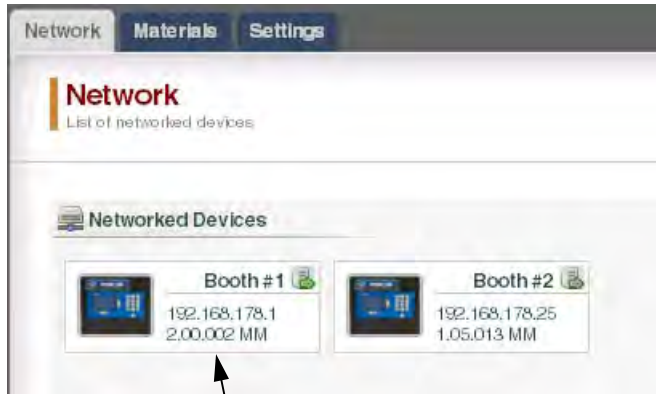 Network Materials Settings
Network
List of networked devices
Networked Devices
Booth #1
192.168.178.1
2.00.002 MM
Booth #2
192.168.178.25
1.05.013 MM